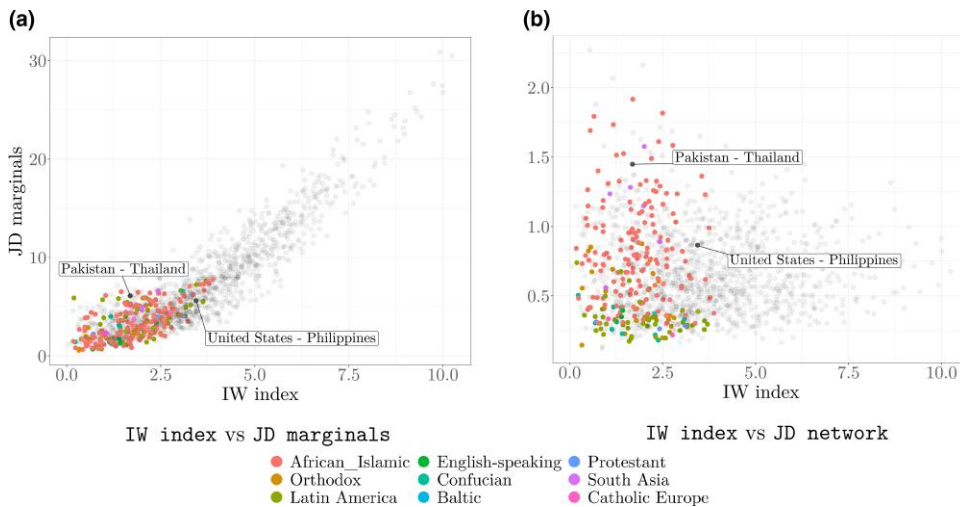 (a)
(b)
JD marginals
30
20
10
0
Pakistan - Thailand
United States - Philippines
0.0 2.5 5.0 7.5 10.0
IW index
2.0
1.5
1.0
0.5
Pakistan - Thailand
United States - Philippines
0.0 2.5 5.0 7.5 10.0
IW index
IW index vs JD marginals
IW index vs JD network
African_Islamic English-speaking Protestant
Orthodox Confucian South Asia
Latin America Baltic Catholic Europe